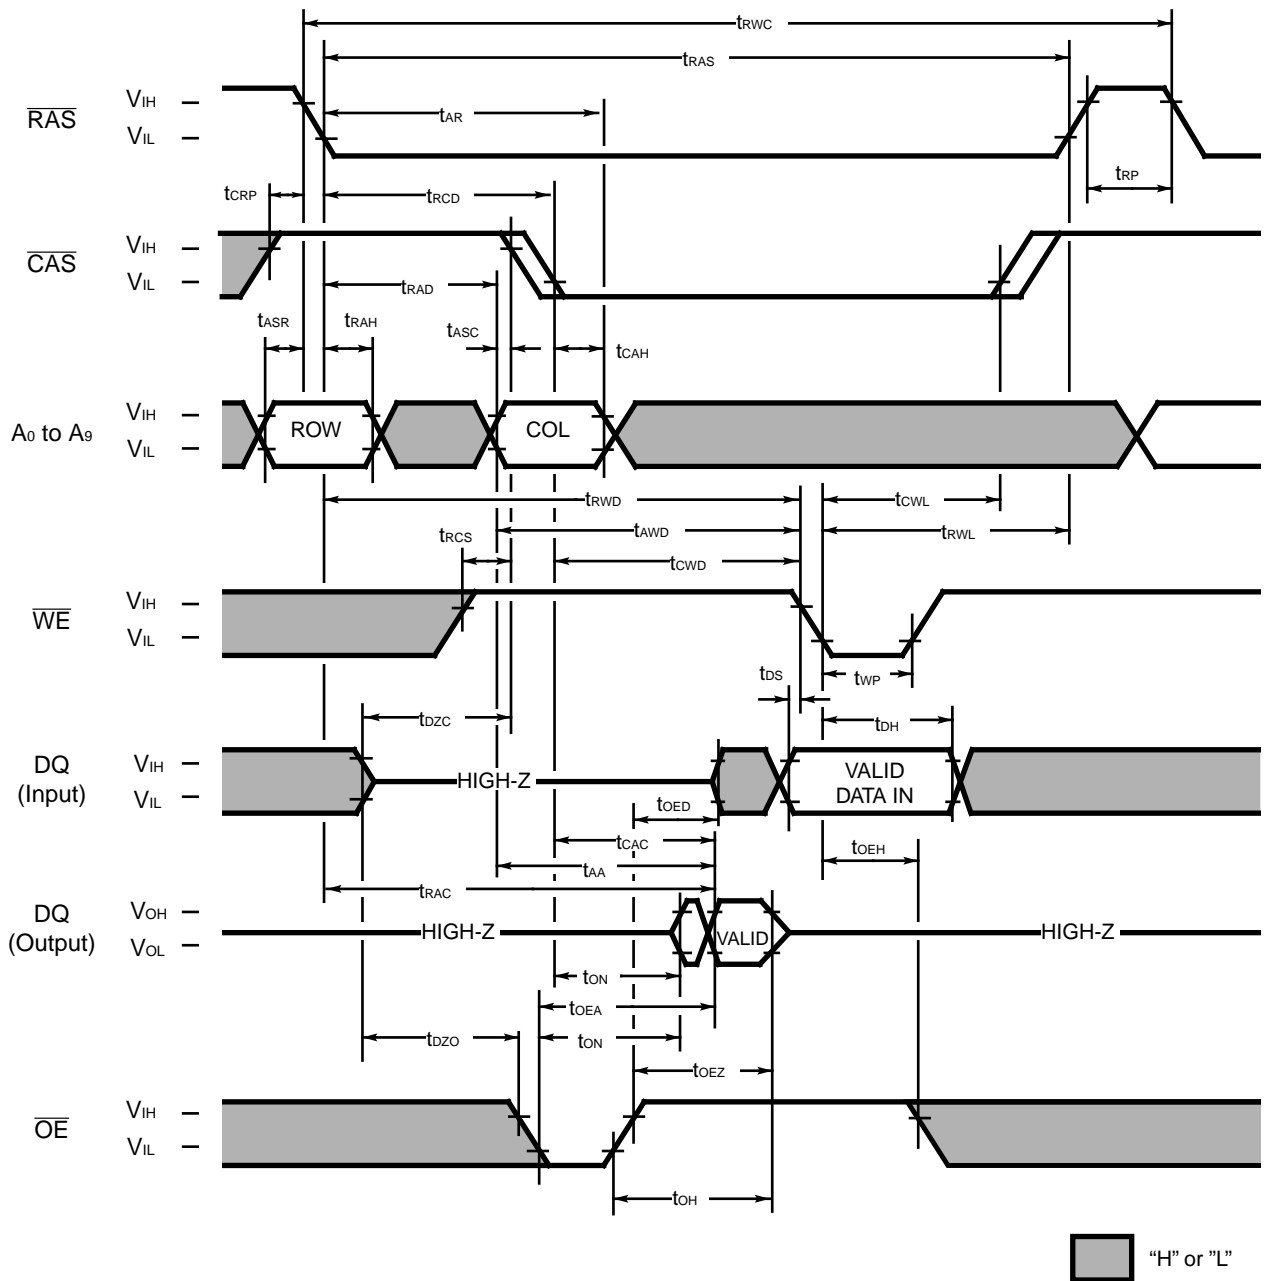 tRWC
tRAS
RAS
VIH
VIL
tAR
tCRP
tRCD
tRP
CAS
VIH
VIL
tRAD
tASR
tRAH
tASC
tCAH
A0 to A9
VIH
VIL
ROW
COL
tRWD
tCWL
tAWD
tRWL
tRCS
tCWD
WE
VIH
VIL
tDS
tWP
tDZC
tDH
DQ
(Input)
VIH
VIL
HIGH-Z
VALID
DATA IN
tOED
tCAC
tOEH
tAA
tRAC
DQ
(Output)
VOH
VOL
HIGH-Z
VALID
HIGH-Z
tON
tOEA
tDZO
tON
tOEZ
OE
VIH
VIL
tOH
“H” or ”L”